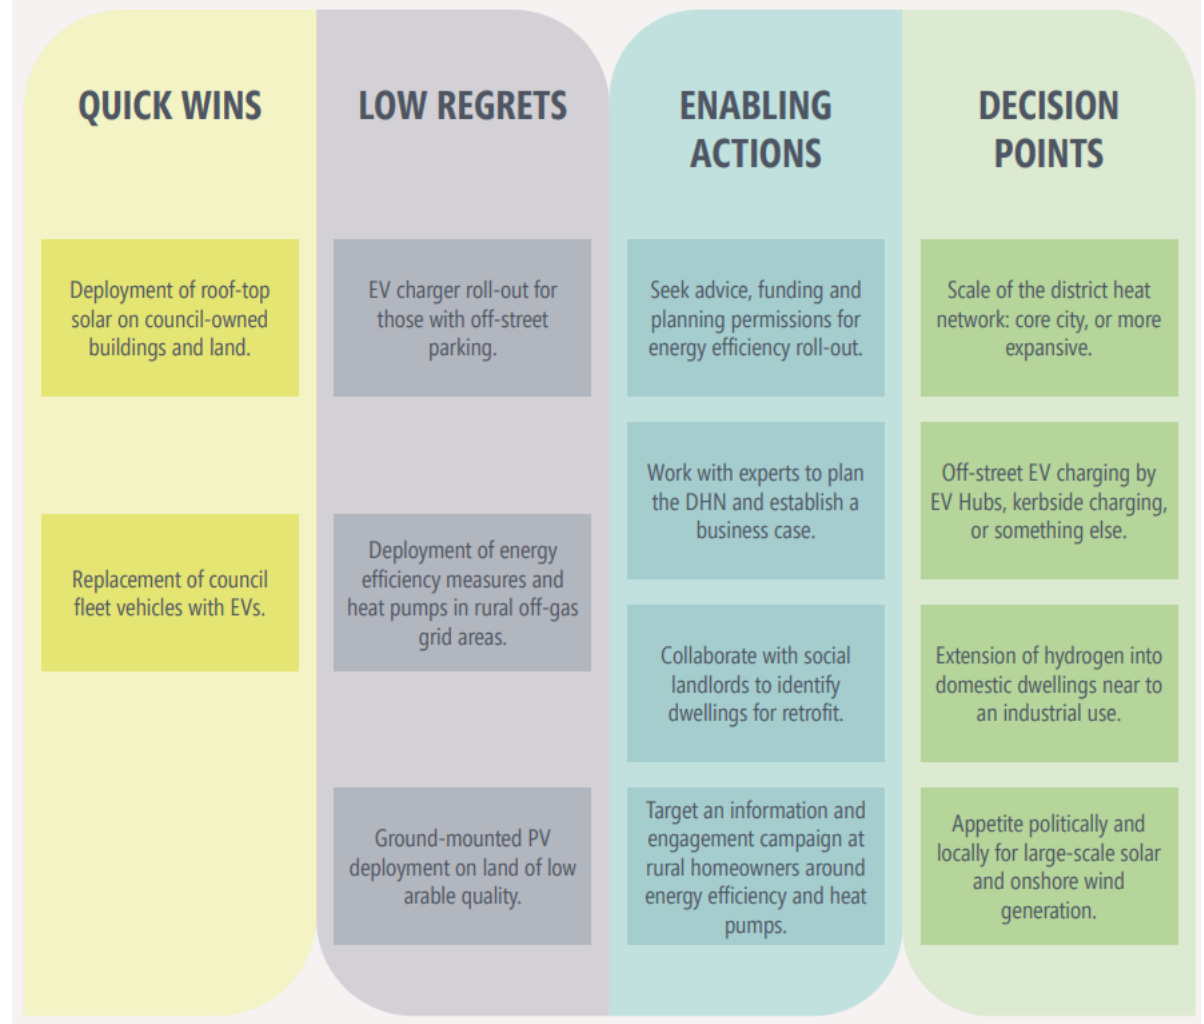 QUICK WINS
Deployment of roof-top
solar on council-owned
buildings and land.
Replacement of council
fleet vehicles with EVs.
LOW REGRETS
EV charger roll-out for
those with off-street
parking.
Deployment of energy
efficiency measures and
heat pumps in rural off-gas
grid areas.
Ground-mounted PV
deployment on land of low
arable quality.
ENABLING
ACTIONS
Seek advice, funding and
planning permissions for
energy efficiency roll-out.
Work with experts to plan
the DHN and establish a
business case.
Collaborate with social
landlords to identify
dwellings for retrofit.
Target an information and
engagement campaign at
rural homeowners around
energy efficiency and heat
pumps.
DECISION
POINTS
Scale of the district heat
network: core city, or more
expansive.
Off-street EV charging by
EV Hubs, kerbside charging,
or something else.
Extension of hydrogen into
domestic dwellings near to
an industrial use.
Appetite politically and
locally for large-scale solar
and onshore wind
generation.